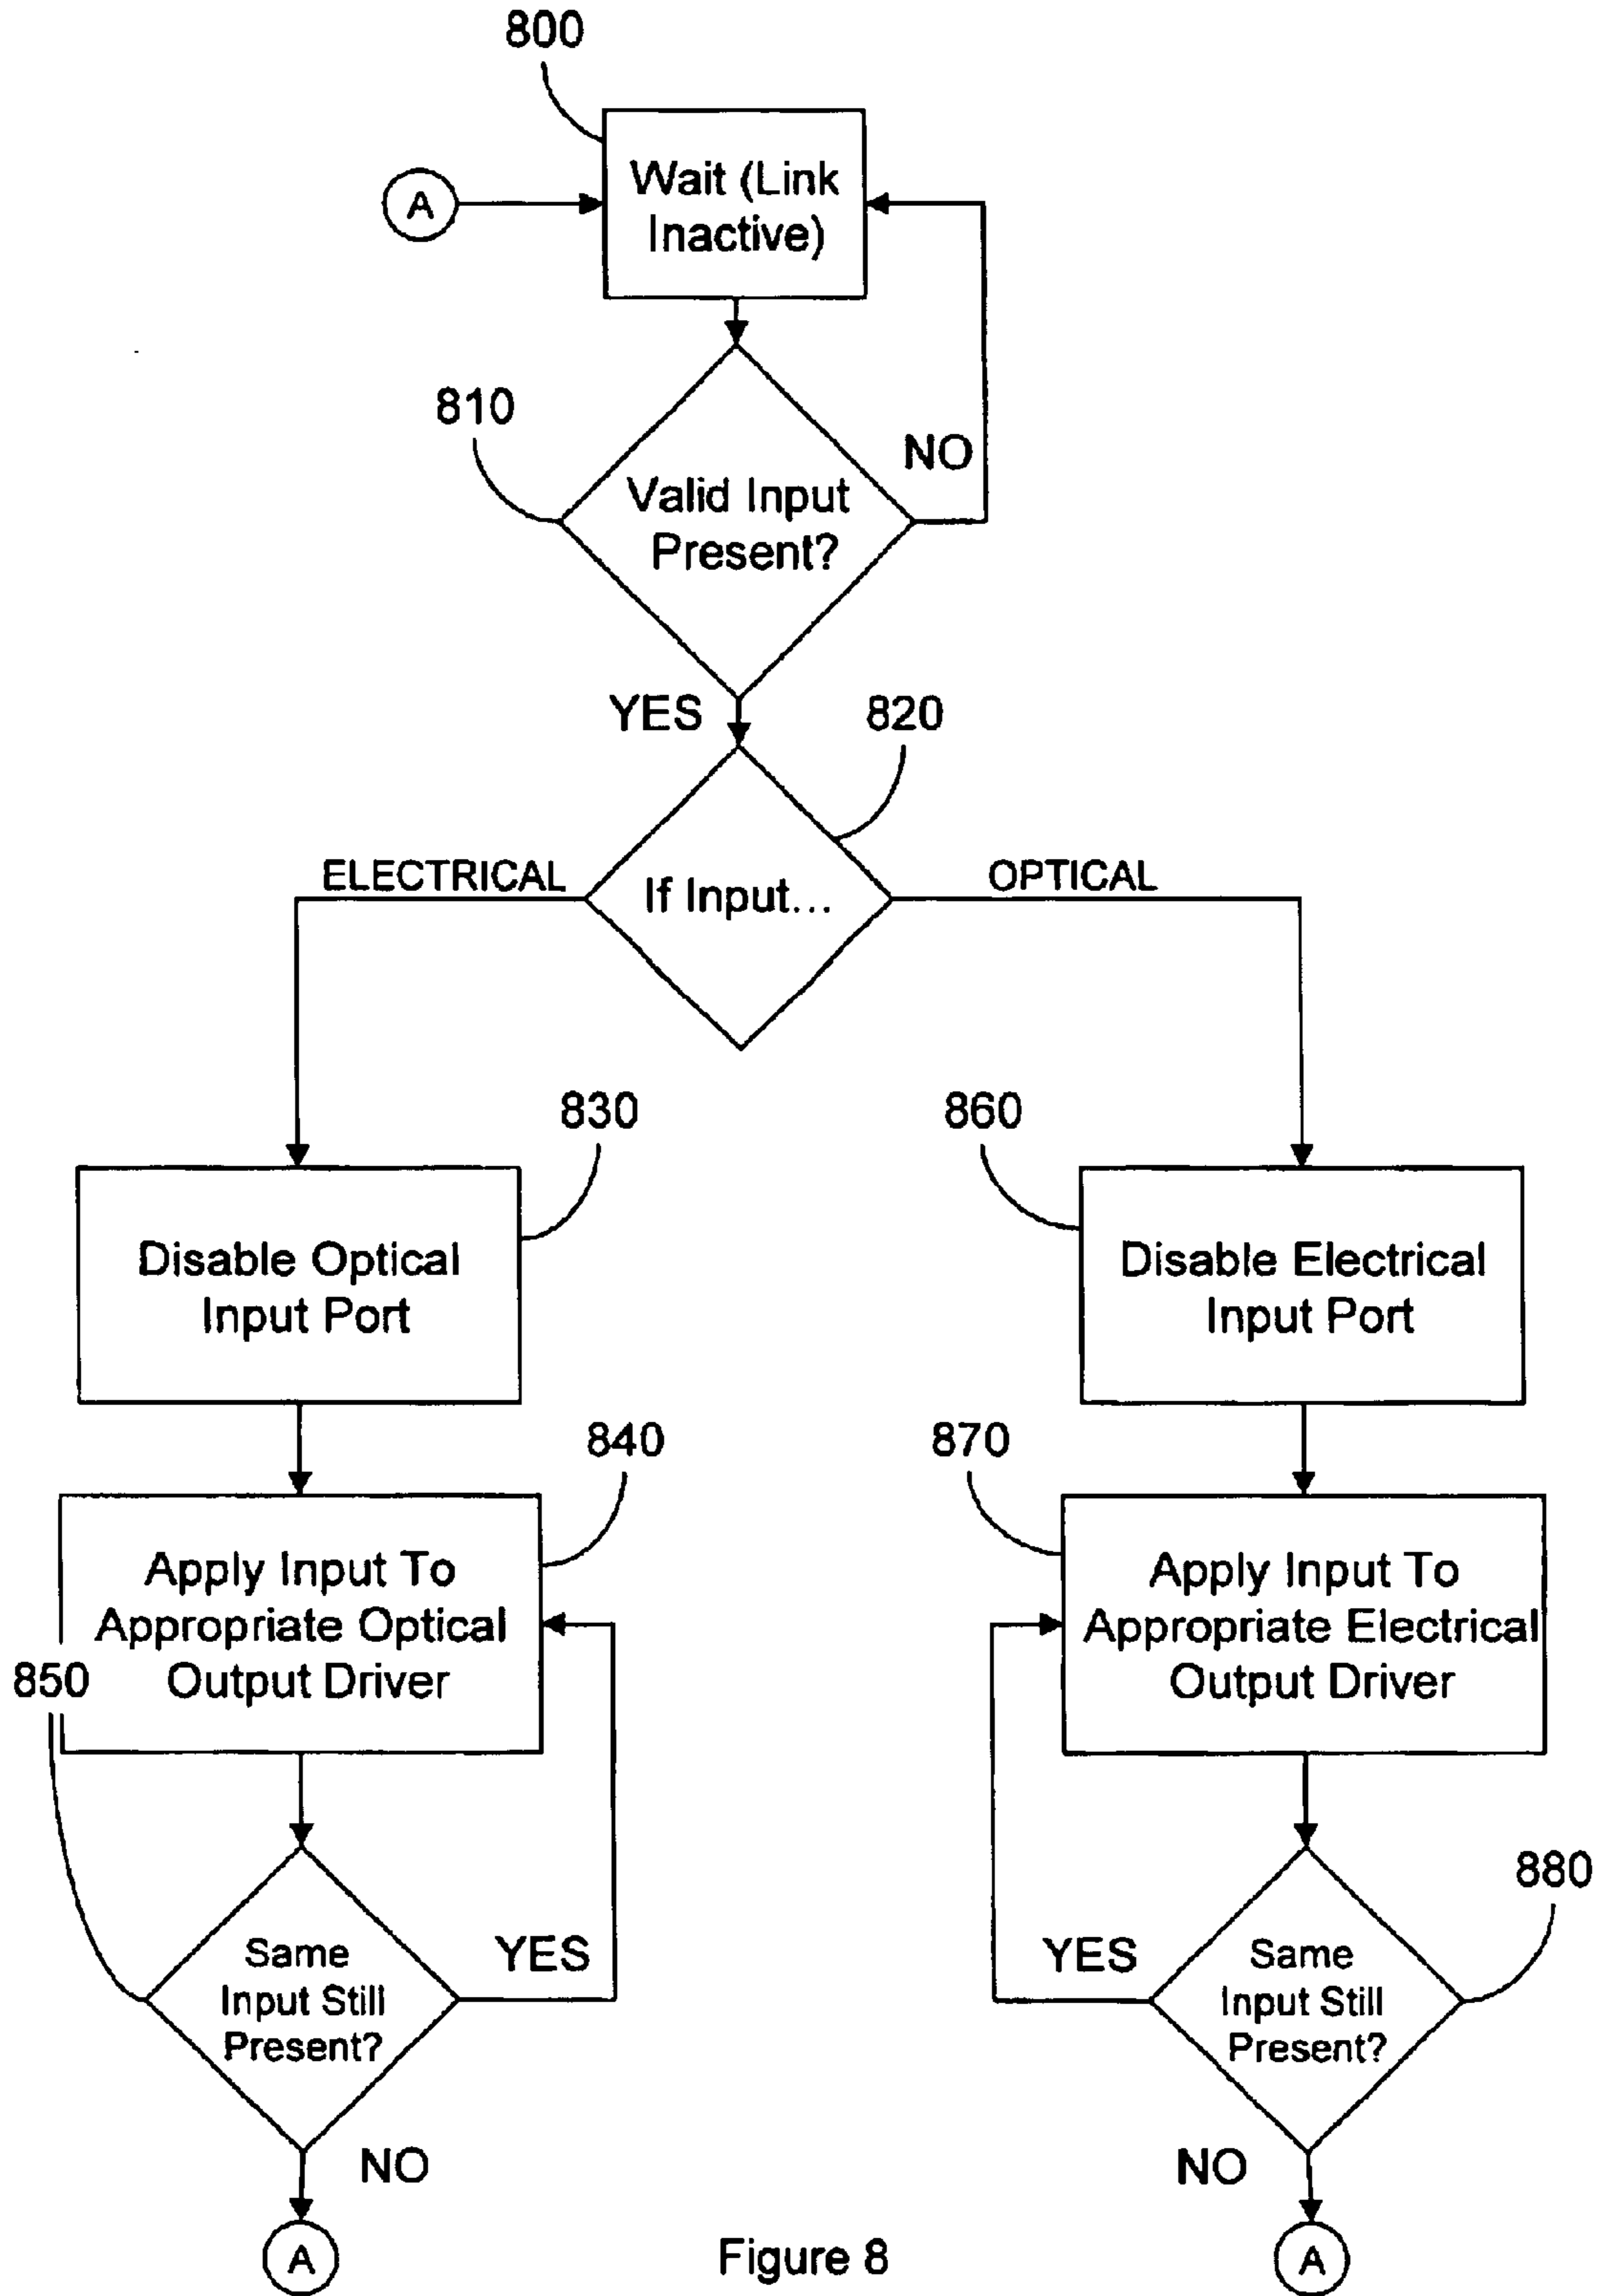 800
Wait (Link
Inactive)
A
810
NO
Valid Input
Present?
YES
820
ELECTRICAL
If Input...
OPTICAL
830
860
Disable Optical
Input Port
Disable Electrical
Input Port
840
870
Apply Input To
Appropriate Optical
Output Driver
850
Apply Input To
Appropriate Electrical
Output Driver
880
Same
Input Still
Present?
YES
YES
Same
Input Still
Present?
NO
NO
A
Figure 8
A